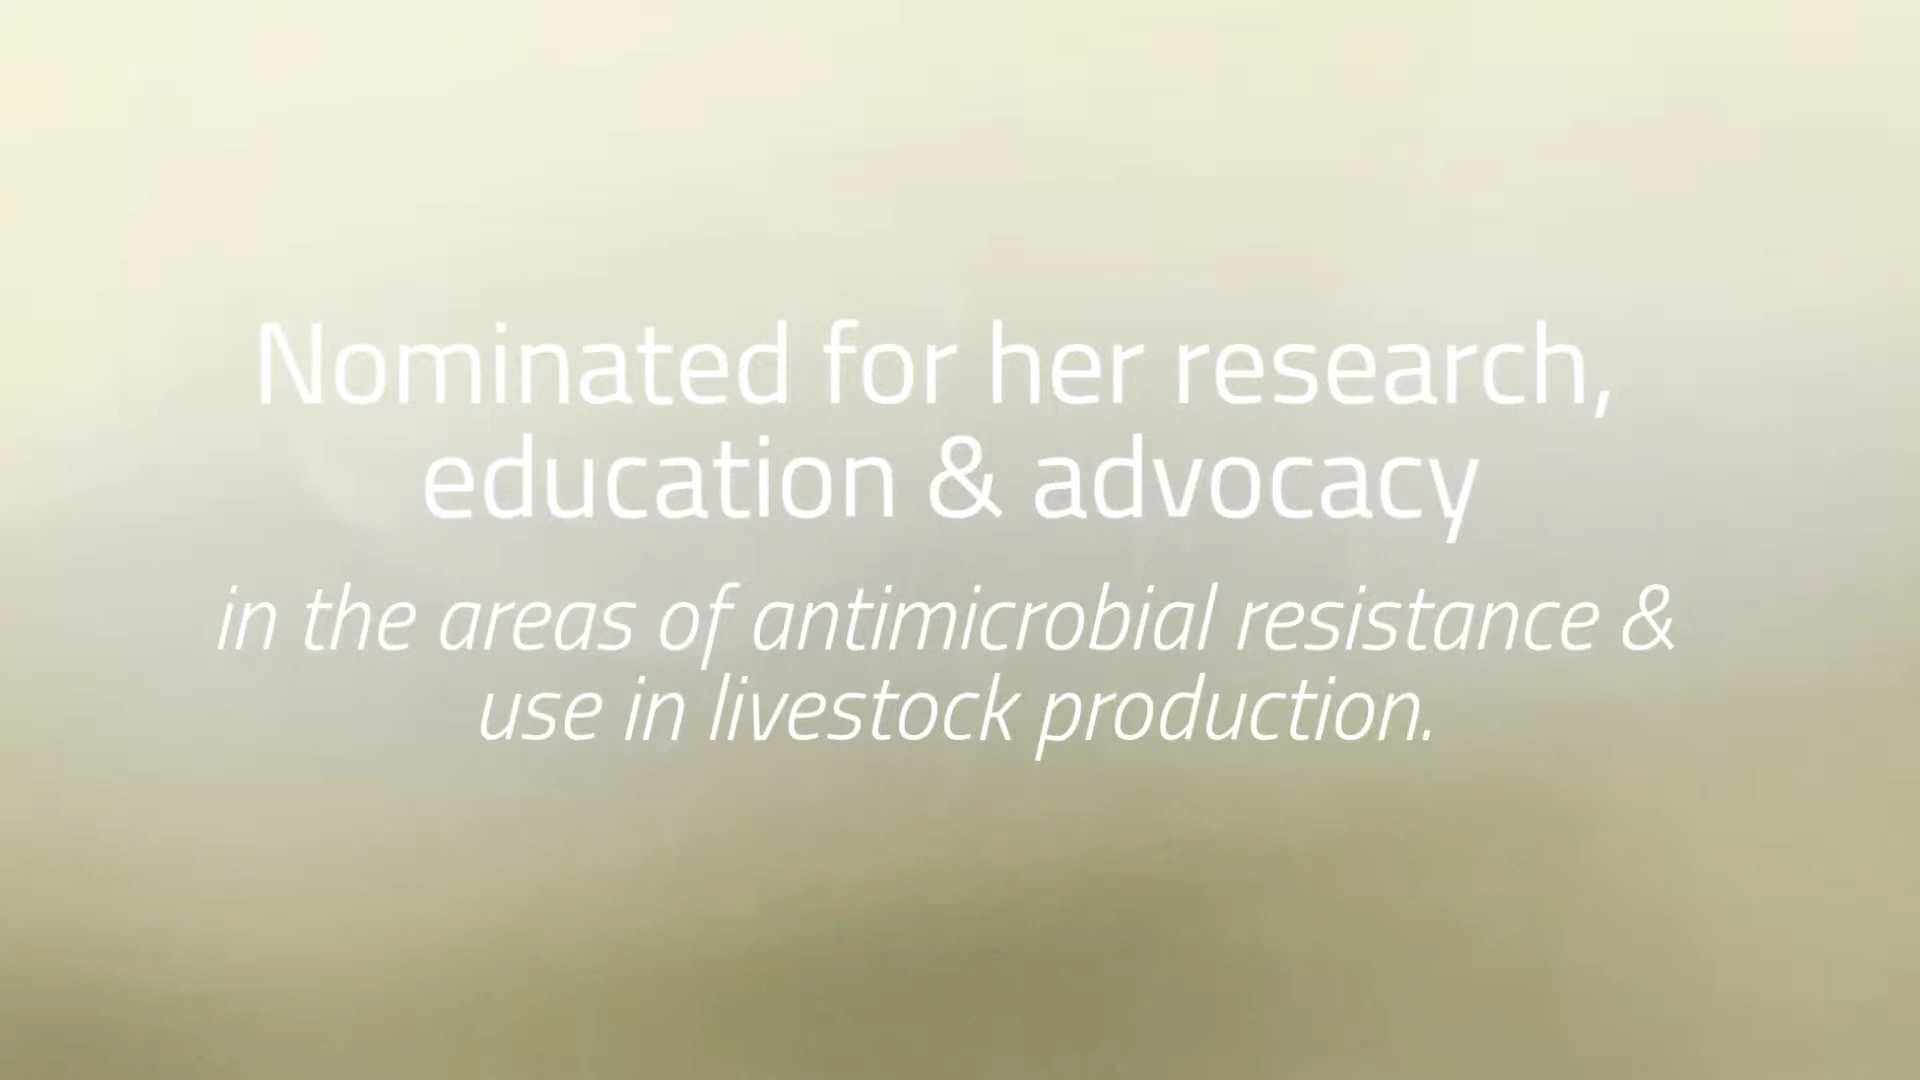 Nominated for her research,
education & advocacy
in the areas of antimicrobial resistance &
use in livestock production.